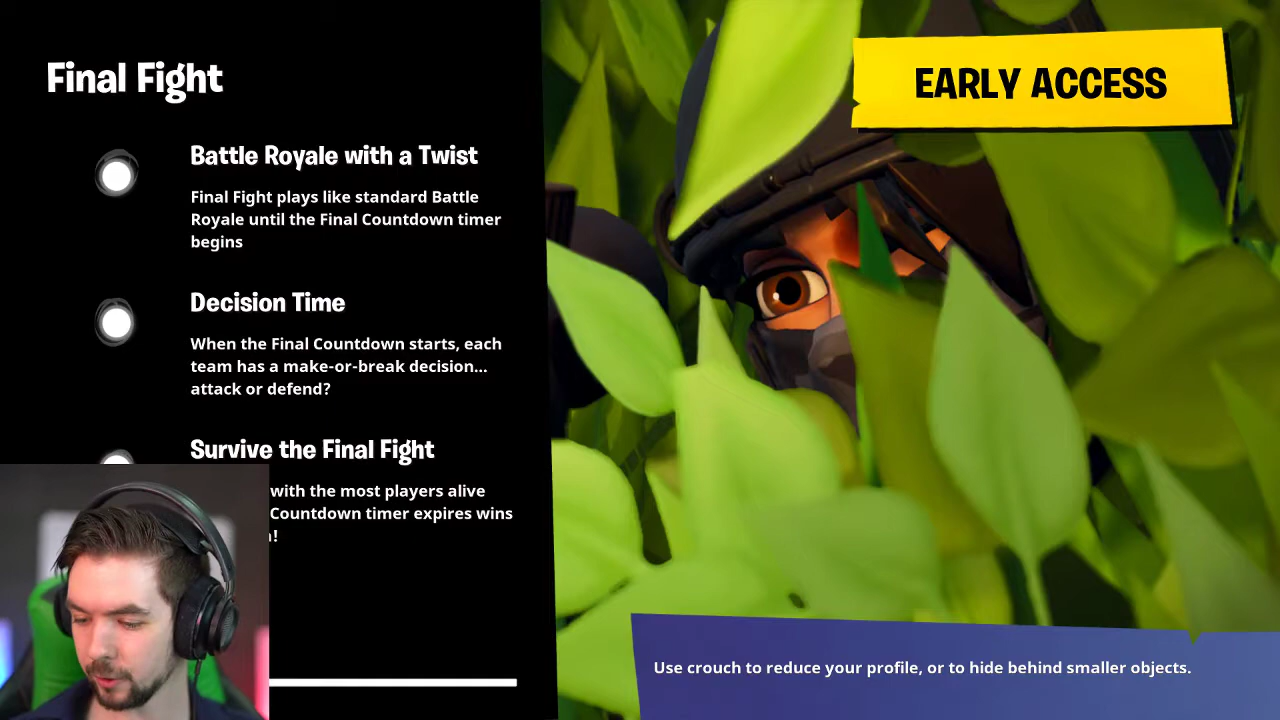 Final Fight
EARLY ACCESS
Battle Royale with a Twist
Final Fight plays like standard Battle
Royale until the Final Countdown timer
begins
Decision Time
When the Final Countdown starts, each
team has a make-or-break decision...
attack or defend?
Survive the Final Fight
with the most players alive
Countdown timer expires wins
!
Use crouch to reduce your profile, or to hide behind smaller objects.